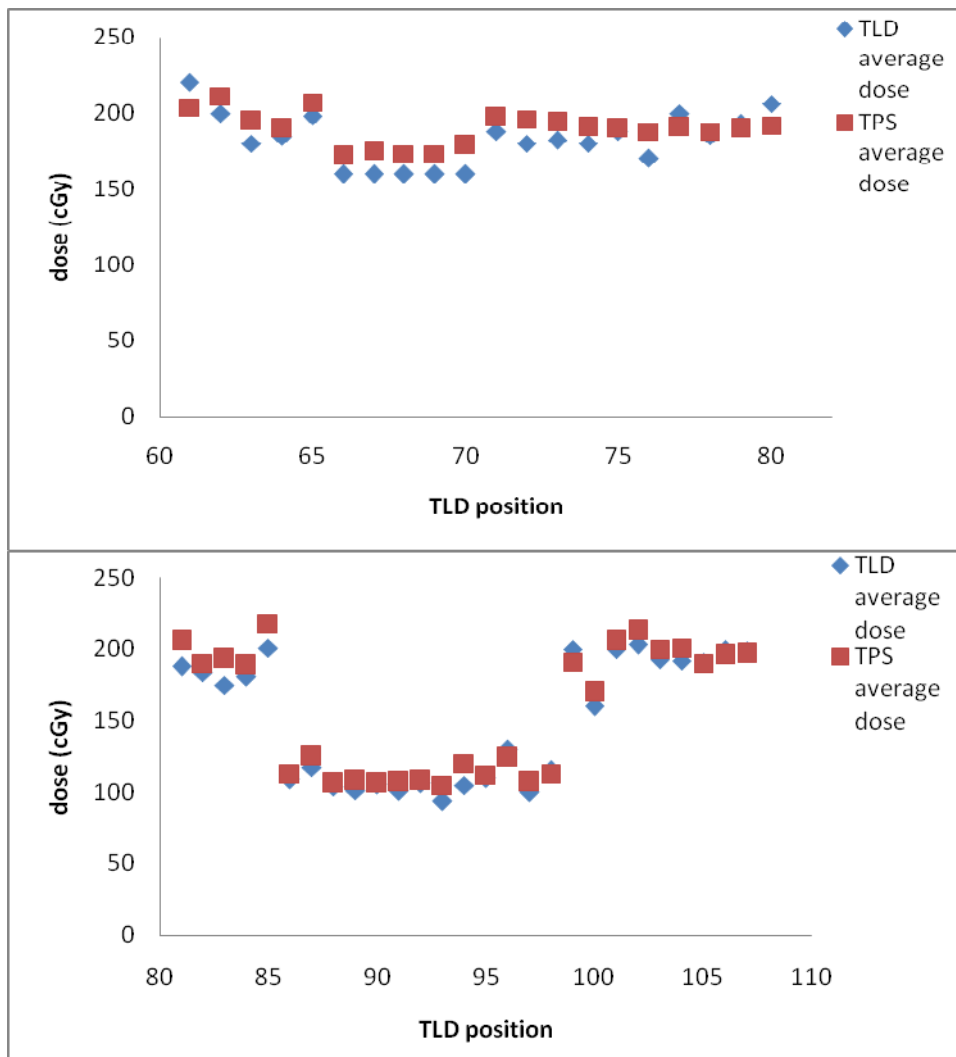 250
200
150
100
50
0
dose (cGy)
60 65 70 75 80
TLD position
TLD
average
dose
TPS
average
dose
250
200
150
100
50
0
dose (cGy)
80 85 90 95 100 105 110
TLD position
TLD
average
dose
TPS
average
dose